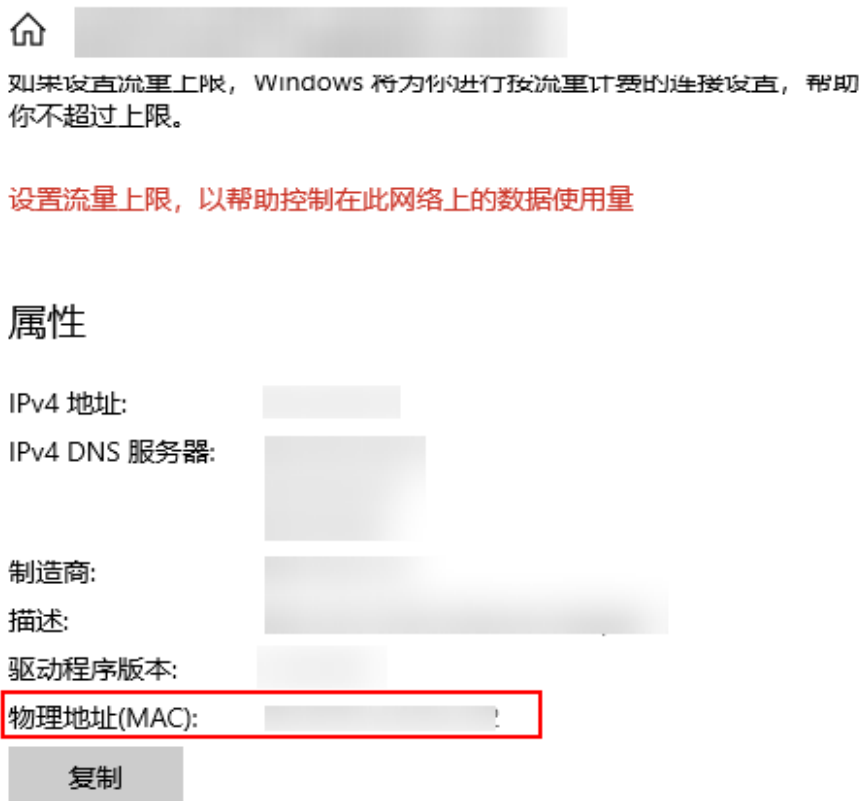 如果设置流量上限，Windows 将为你进行按流量计费的连接设置，帮助
你不超过上限。
设置流量上限，以帮助控制在此网络上的数据使用量
属性
IPv4 地址:
IPv4 DNS 服务器:
制造商:
描述:
驱动程序版本:
物理地址(MAC):
复制